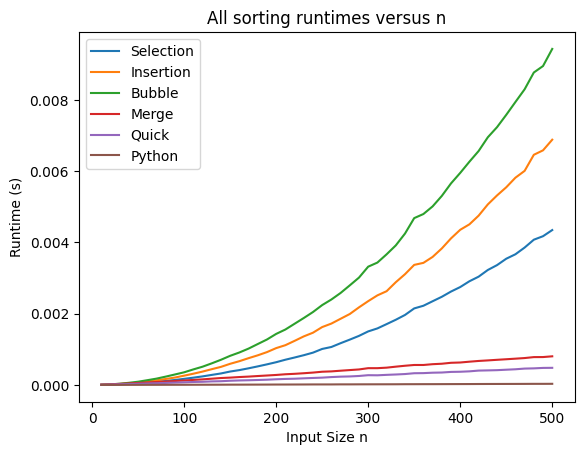 All sorting runtimes versus n
Selection
Insertion
Bubble
Merge
Quick
Python
Runtime (s)
0.008
0.006
0.004
0.002
0.000
0
100
200
300
400
500
Input Size n